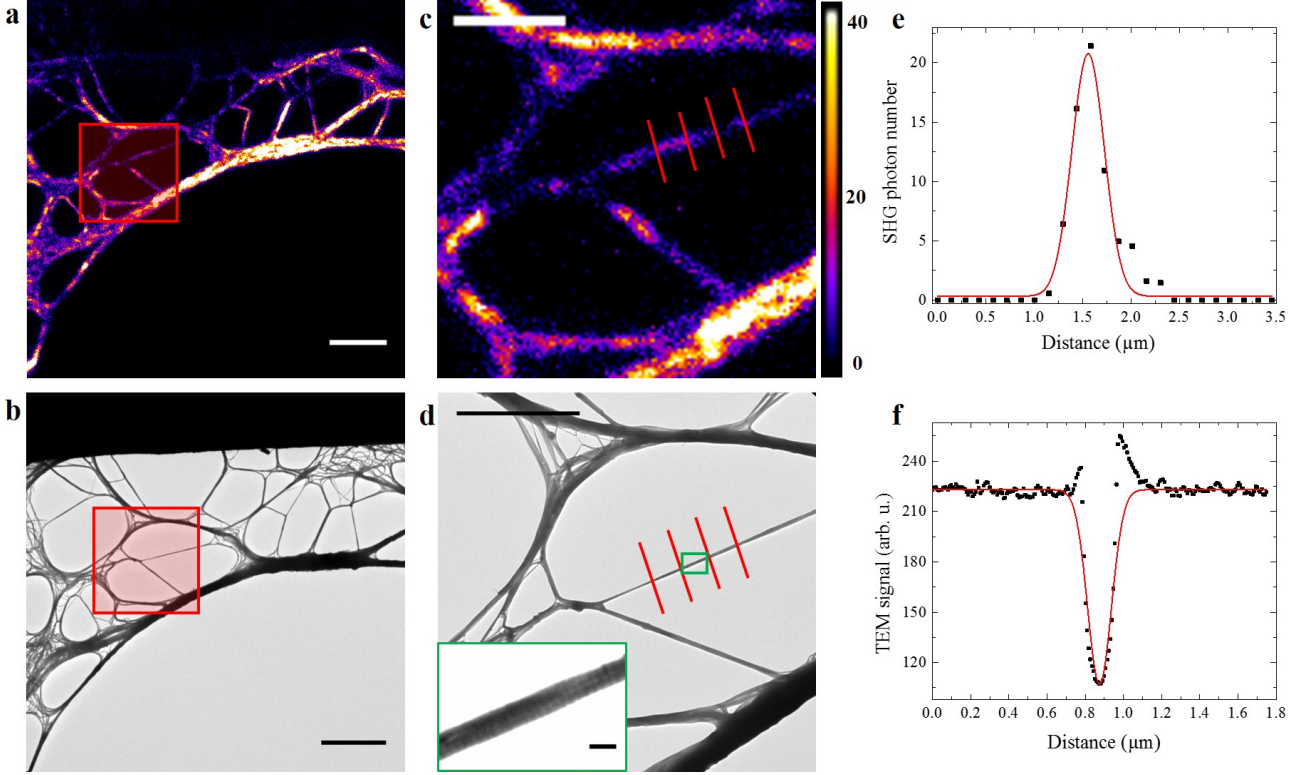 a
c
40
20
0
e
SHG photon number
20
15
10
5
0
0.0 0.5 1.0 1.5 2.0 2.5 3.0 3.5
Distance (μm)
b
d
f
TEM signal (arb. u.)
240
210
180
150
120
0.0 0.2 0.4 0.6 0.8 1.0 1.2 1.4 1.6 1.8
Distance (μm)